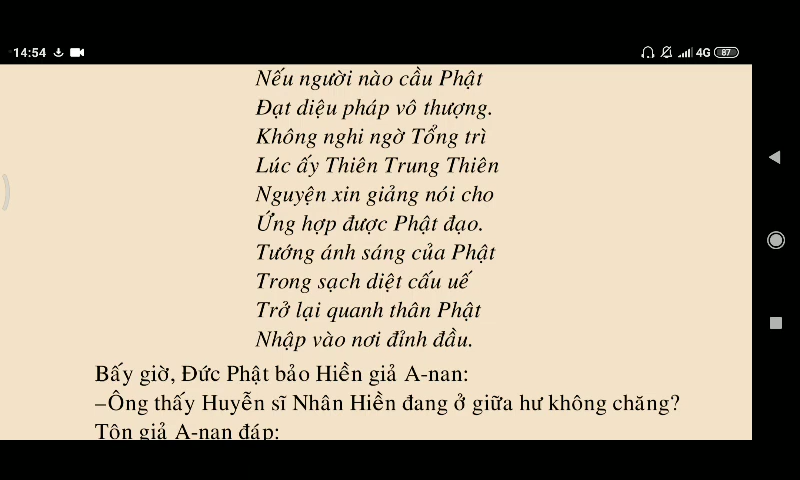 14:54 4G 87
Nếu người nào cầu Phật
Đạt diệu pháp vô thượng.
Không nghi ngờ Tổng trì
Lúc ấy Thiên Trung Thiên
Nguyện xin giảng nói cho
Ứng hợp được Phật đạo.
Tướng ánh sáng của Phật
Trong sạch diệt cấu uế
Trở lại quanh thân Phật
Nhập vào nơi đỉnh đầu.
Bấy giờ, Đức Phật bảo Hiền giả A-nan:
–Ông thấy Huyễn sĩ Nhân Hiền đang ở giữa hư không chăng?
Tôn giả A-nan đáp: